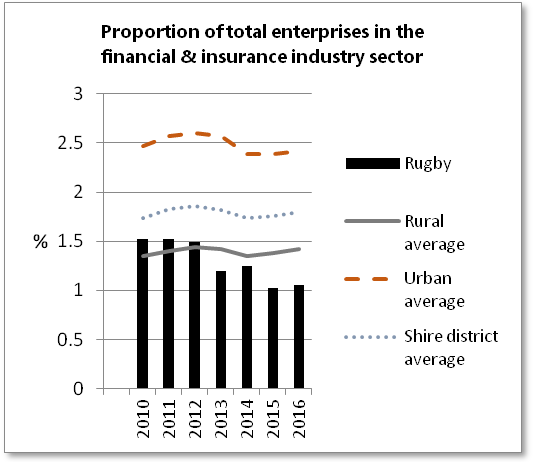 Proportion of total enterprises in the
financial & insurance industry sector
3
2.5
2
1.5
1
0.5
0
%
2010
2011
2012
2013
2014
2015
2016
Rugby
Rural
average
Urban
average
Shire district
average